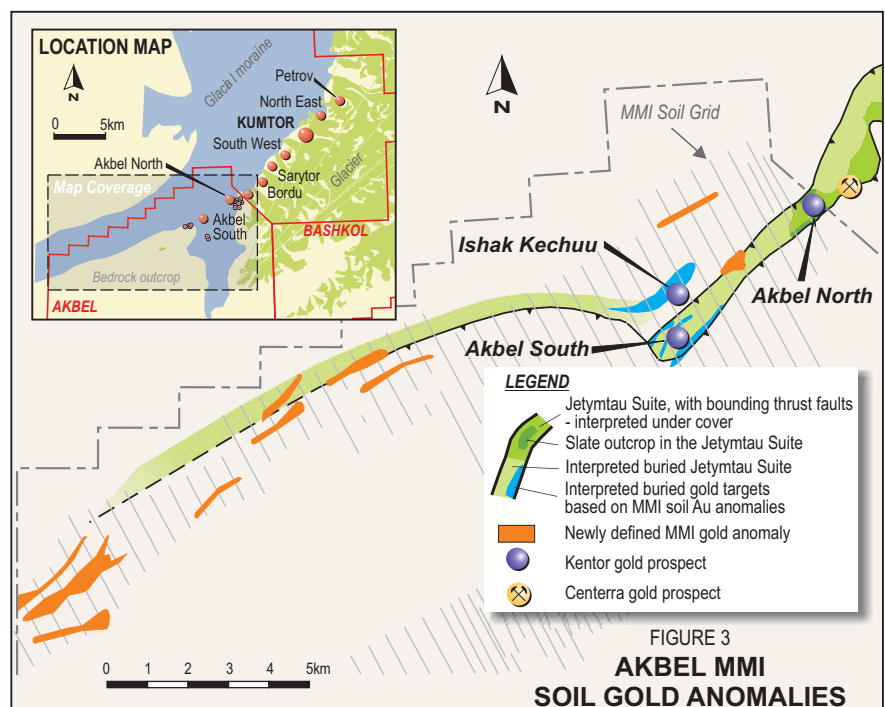 LOCATION MAP
N
0 5km
Glacial moraine
Petrov
North East
KUMTOR
South West
Akbel North
Sarytor
Bordu
Glacier
Map Coverage
Akbel
South
BASHKOL
Bedrock outcrop
AKBEL
N
MMI Soil Grid
Ishak Kechuu
Akbel North
Akbel South
LEGEND
Jetymtau Suite, with bounding thrust faults
- interpreted under cover
Slate outcrop in the Jetymtau Suite
Interpreted buried Jetymtau Suite
Interpreted buried gold targets
based on MMI soil Au anomalies
Newly defined MMI gold anomaly
Kentor gold prospect
Centerra gold prospect
0 1 2 3 4 5km
FIGURE 3
AKBEL MMI
SOIL GOLD ANOMALIES